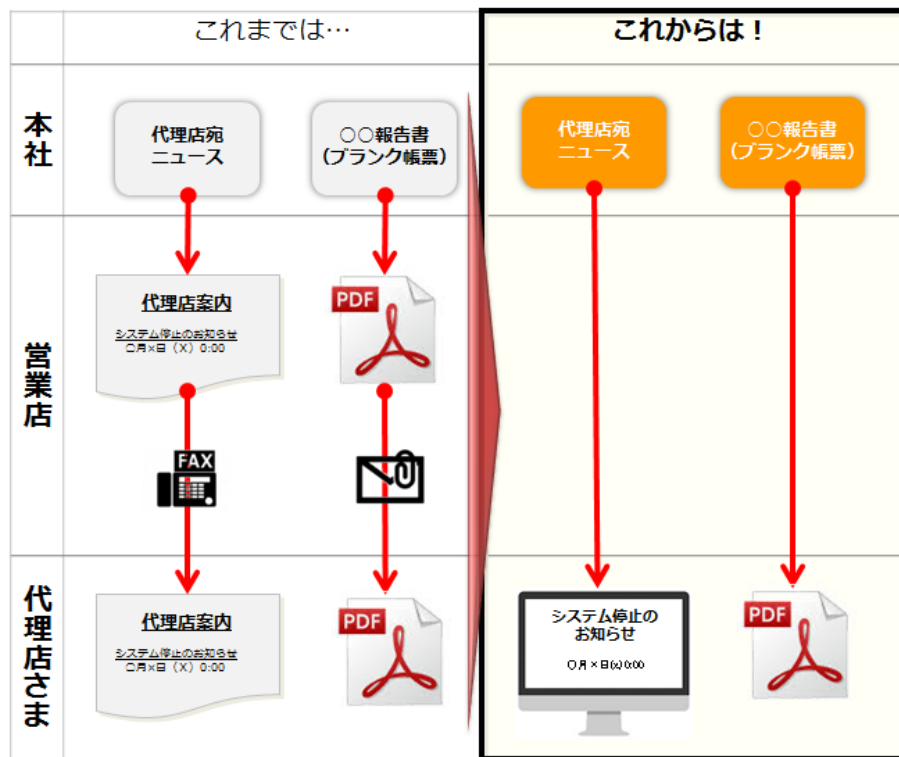 これまでは…
これからは！
本社
代理店宛
ニュース
○○報告書
（ブランク帳票）
代理店宛
ニュース
○○報告書
（ブランク帳票）
営業店
代理店案内
システム停止のお知らせ
○月×日（X）0:00
PDF
FAX
代理店さま
代理店案内
システム停止のお知らせ
○月×日（X）0:00
PDF
システム停止の
お知らせ
○月×日(x)0:00
PDF